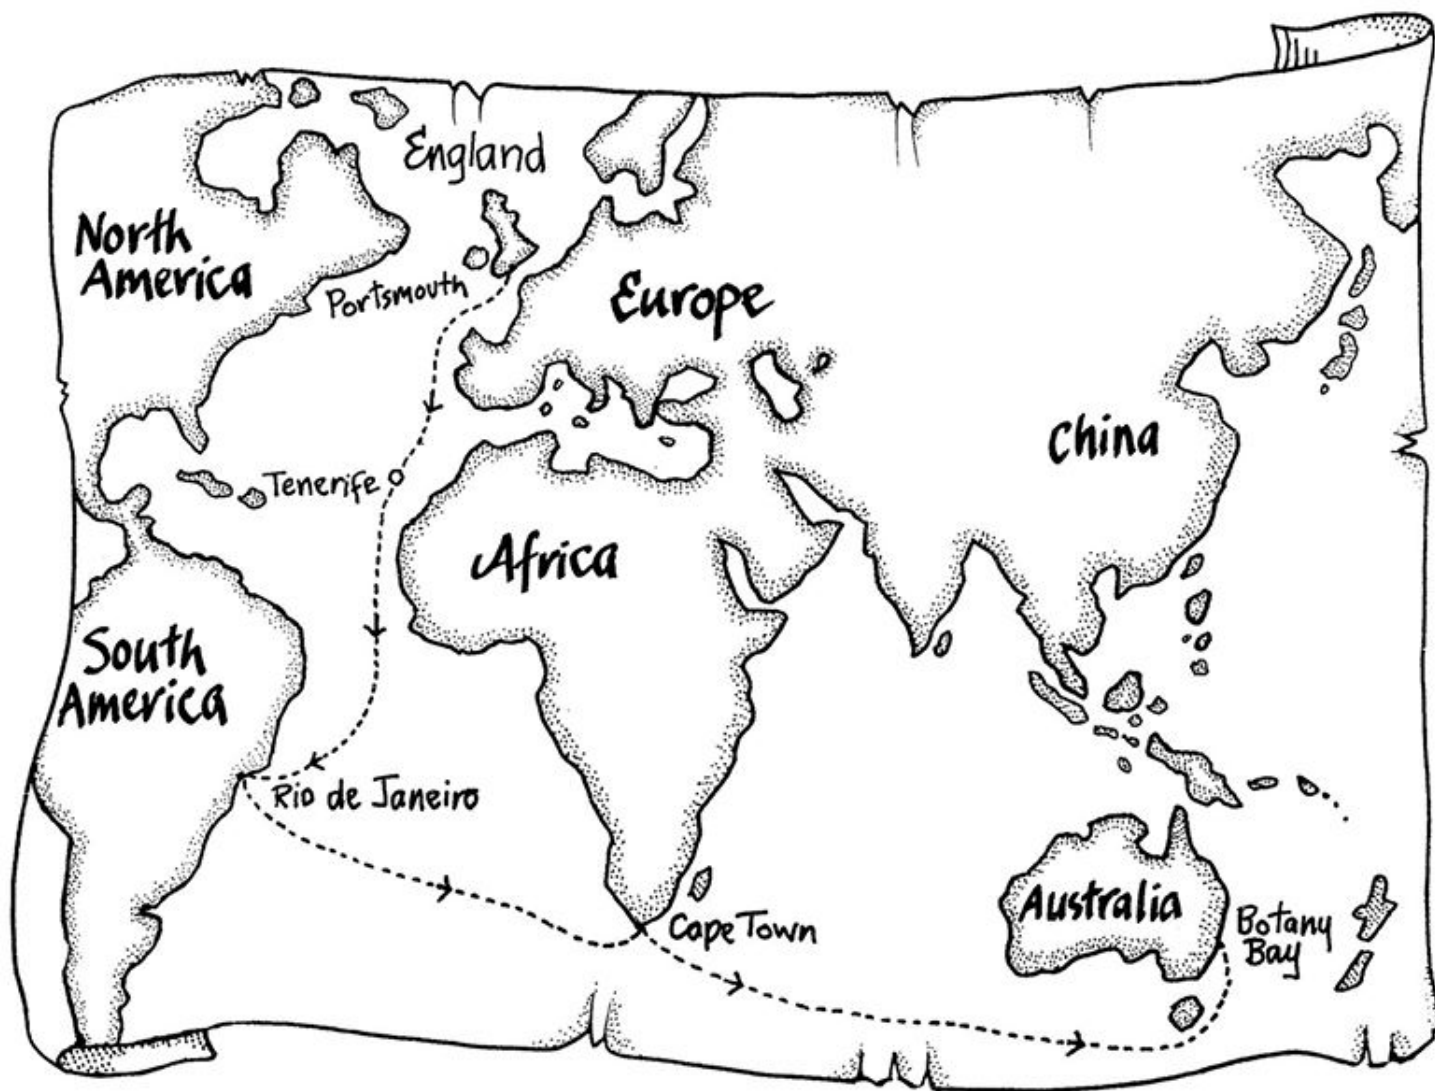 England
North
America
Portsmouth
Europe
China
Tenerife
Africa
South
America
Rio de Janeiro
Australia
Botany
Bay
Cape Town